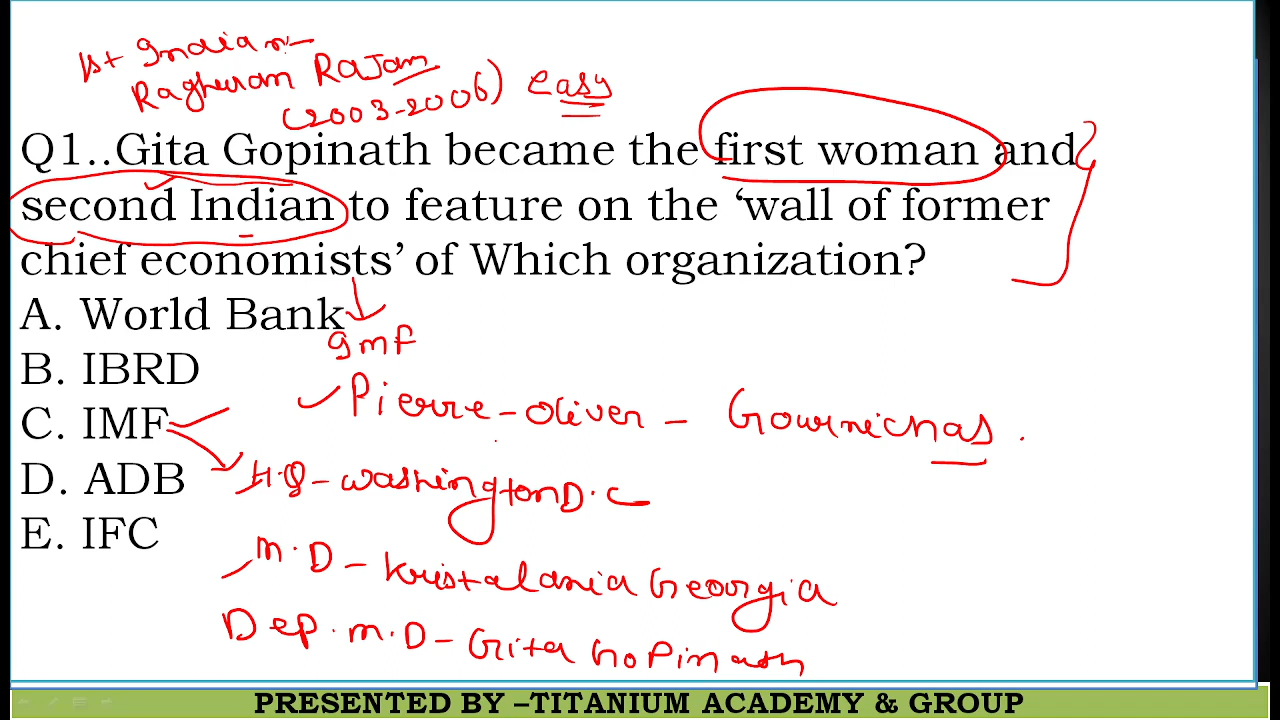 1st Indian -
Raghuram Rajan
(2003-2006) easy
Q1..Gita Gopinath became the first woman and
second Indian to feature on the ‘wall of former
chief economists’ of Which organization?
A. World Bank
IMF
B. IBRD
Pierre-Oliver - Gournichas.
C. IMF
H.Q - Washington D.C
D. ADB
E. IFC
M.D - Kristalania Georgia
Dep. M.D - Gita Gopinath
PRESENTED BY –TITANIUM ACADEMY & GROUP